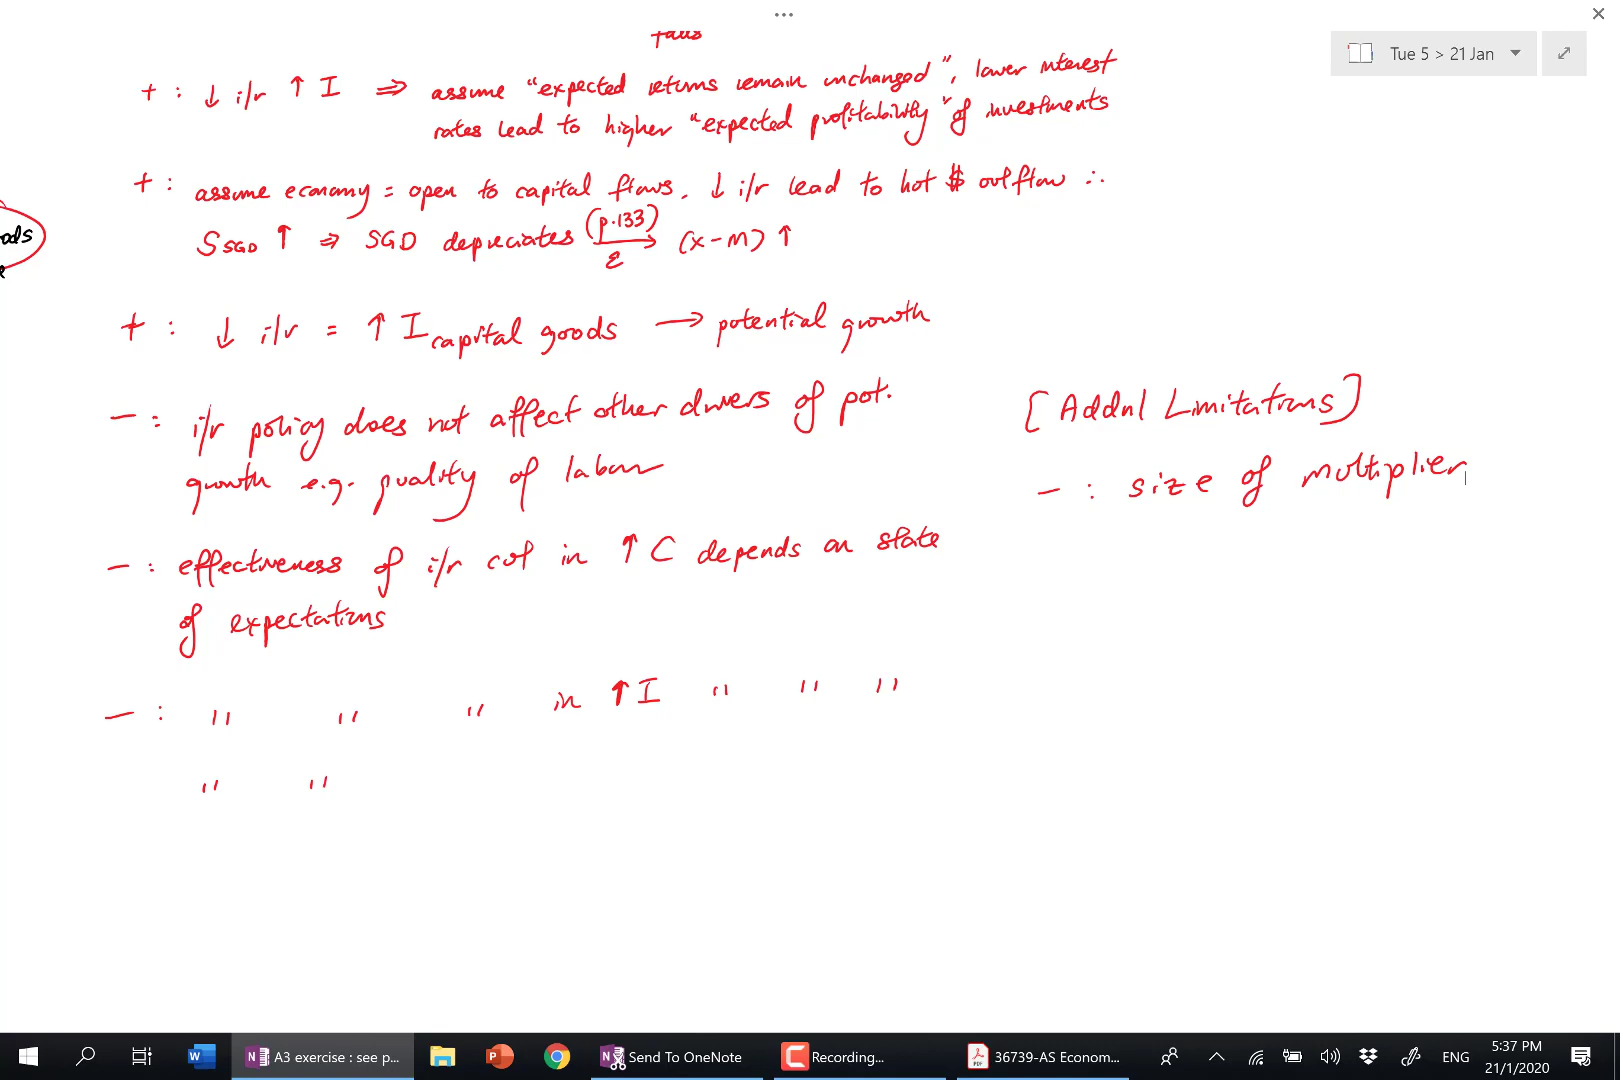 ...
Tue 5 > 21 Jan
falls
+ : ↓ i/r ↑ I ⇒ assume "expected returns remain unchanged", lower interest
rates lead to higher "expected profitability" of investments
+ : assume economy = open to capital flows. ↓ i/r lead to hot $ outflow ∴
S SGD ↑ ⇒ SGD depreciates (p.133) → ε (x-m) ↑
ods
+ : ↓ i/r = ↑ I capital goods → potential growth
- : i/r policy does not affect other drivers of pot.
growth e.g. quality of labour
- : effectiveness of i/r cut in ↑ C depends on state
of expectations
- : " " " in ↑ I " " "
" "
[Addnl Limitations]
- : size of multiplier
A3 exercise : see p...
Send To OneNote
Recording...
36739-AS Econom...
ENG
5:37 PM
21/1/2020